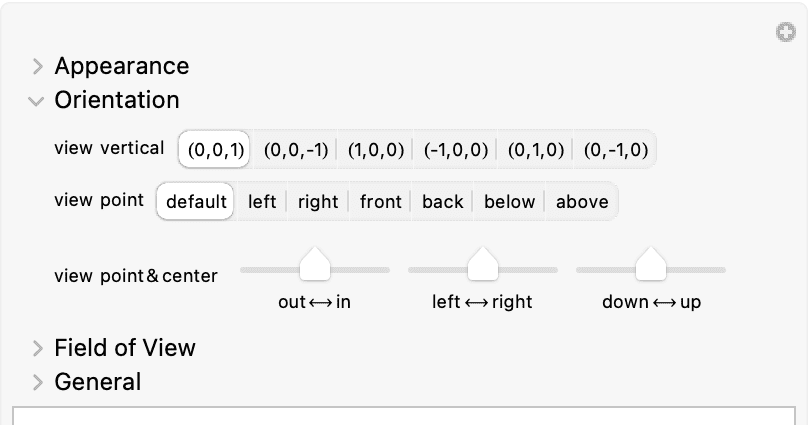 Appearance
Orientation
view vertical (0,0,1) (0,0,-1) (1,0,0) (-1,0,0) (0,1,0) (0,-1,0)
view point default left right front back below above
view point & center
out ↔ in left ↔ right down ↔ up
Field of View
General